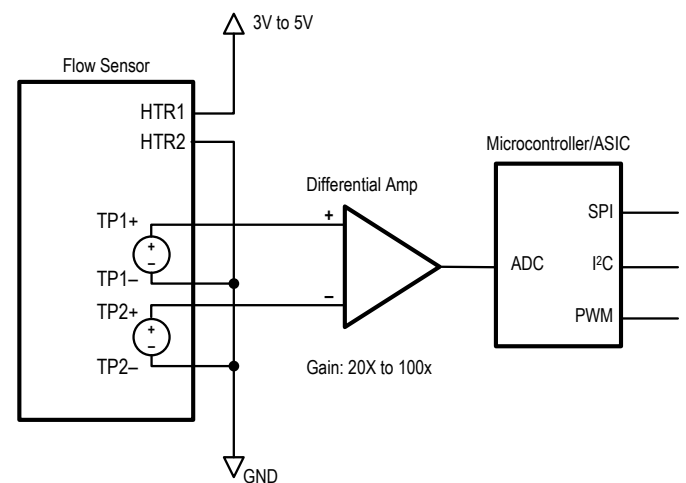 3V to 5V
Flow Sensor
HTR1
HTR2
Microcontroller/ASIC
Differential Amp
TP1+
+
–
TP1–
TP2+
+
–
TP2–
+
–
ADC
SPI
I²C
PWM
Gain: 20X to 100x
GND